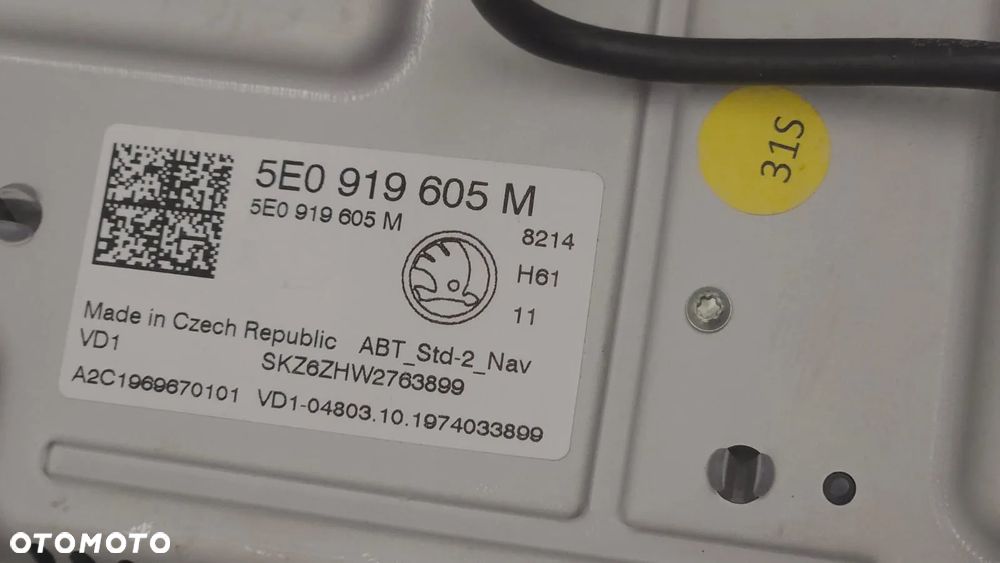 5E0 919 605 M
5E0 919 605 M
8214
H61
11
Made in Czech Republic ABT_Std-2_Nav
VD1 SKZ6ZHW2763899
A2C1969670101 VD1-04803.10.1974033899
31S
OTOMOTO